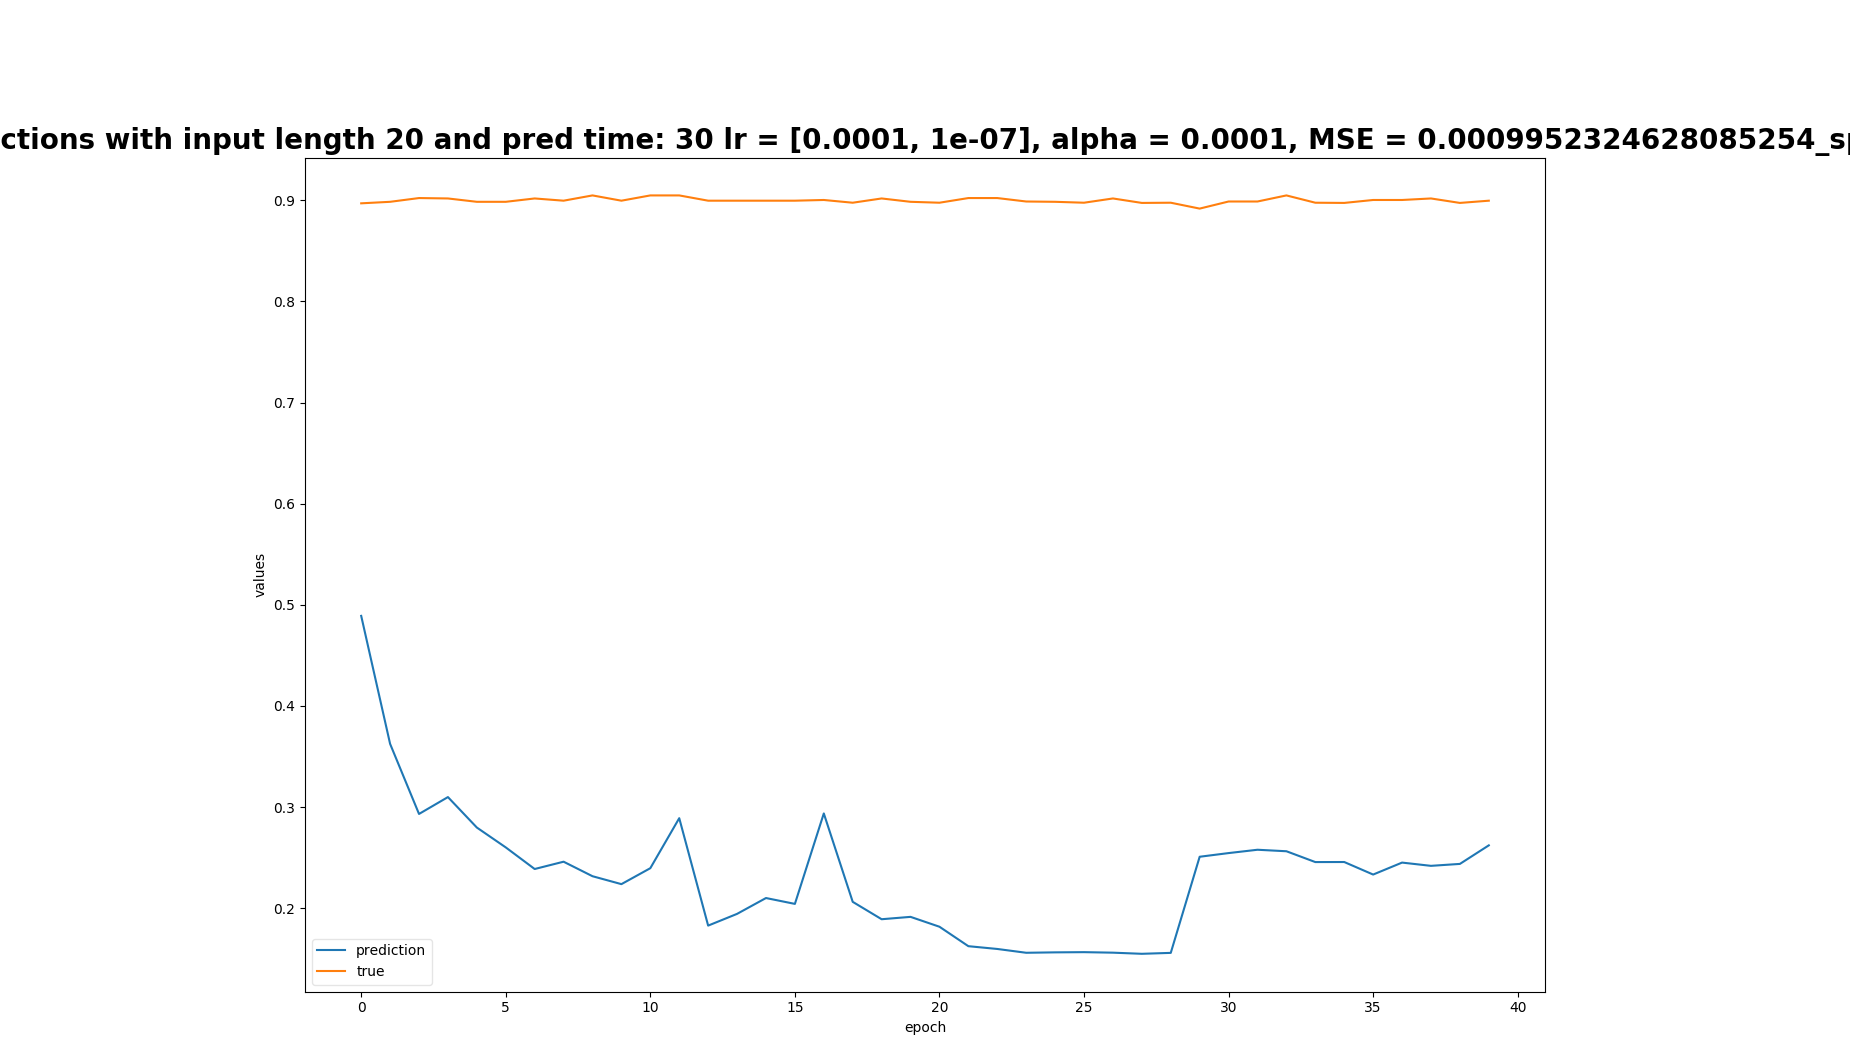 ctions with input length 20 and pred time: 30 lr = [0.0001, 1e-07], alpha = 0.0001, MSE = 0.0009952324628085254_sp
0.9
0.8
0.7
0.6
0.5
0.4
0.3
0.2
values
prediction
true
0 5 10 15 20 25 30 35 40
epoch